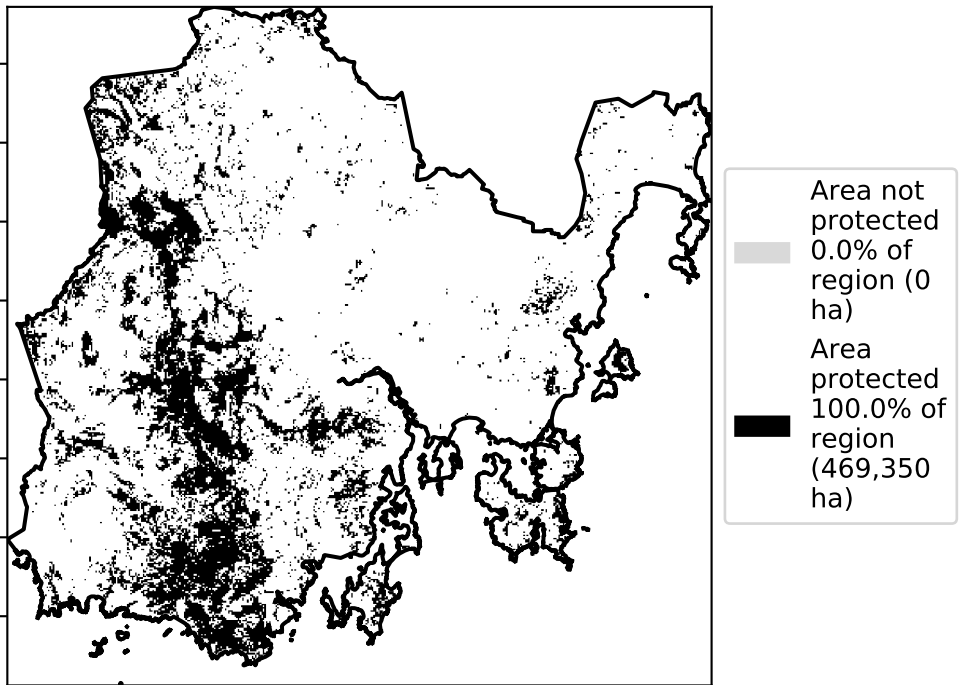 Area not
protected
0.0% of
region (0
ha)
Area
protected
100.0% of
region
(469,350
ha)